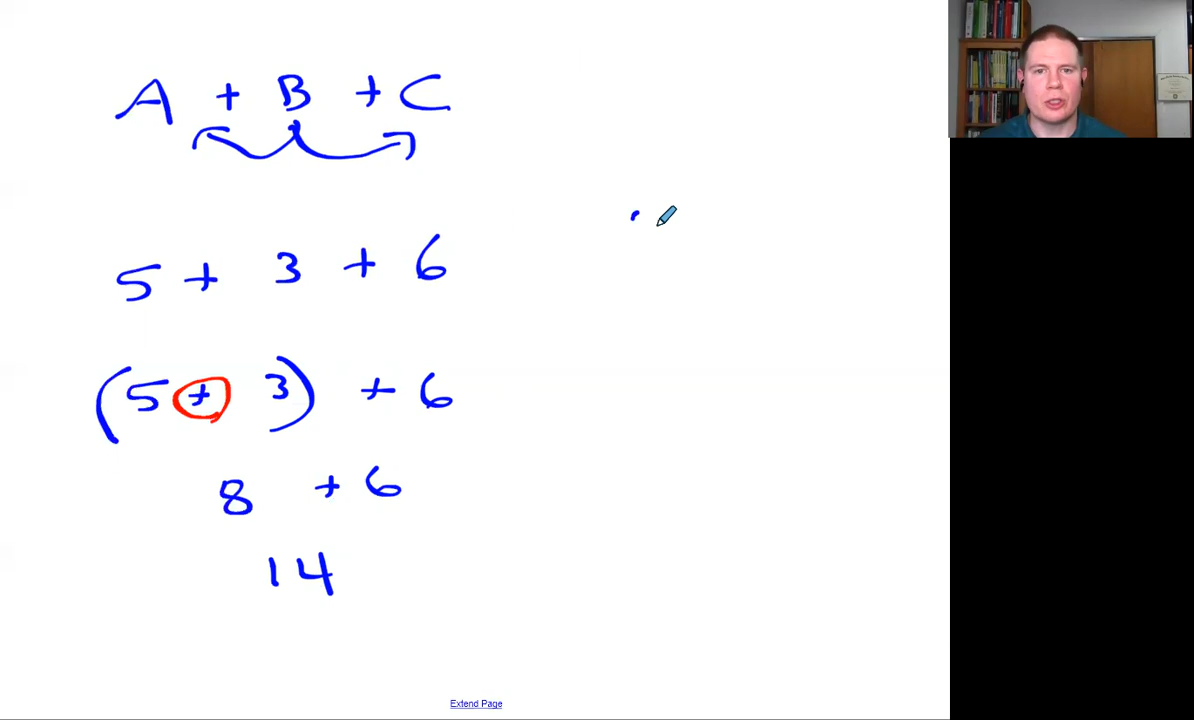 A + B + C
5 + 3 + 6
(5 + 3) + 6
8 + 6
14
Extend Page